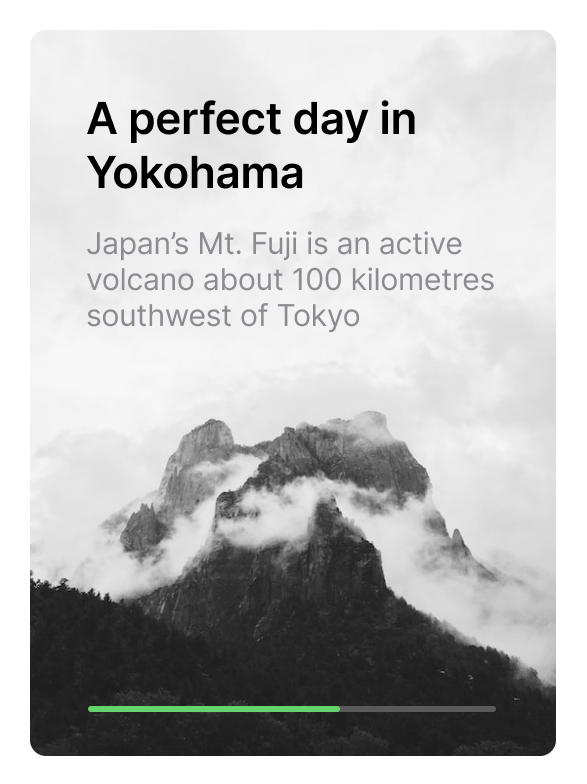 A perfect day in
Yokohama
Japan’s Mt. Fuji is an active
volcano about 100 kilometres
southwest of Tokyo